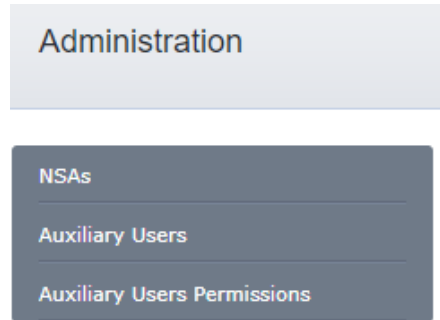 Administration
NSAs
Auxiliary Users
Auxiliary Users Permissions